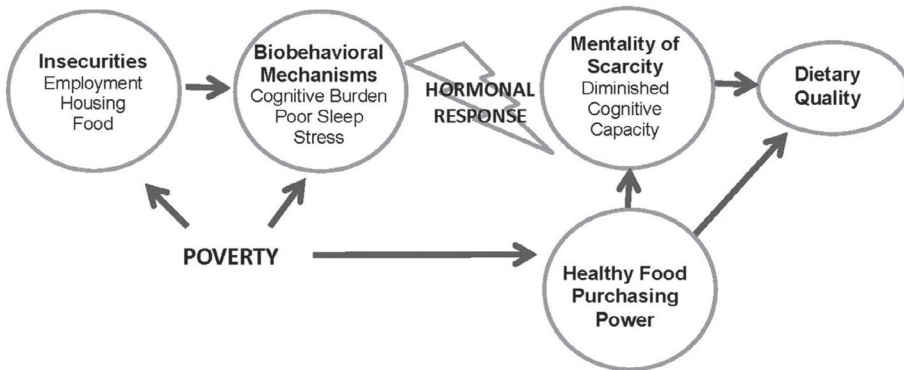 Insecurities
Employment
Housing
Food
Biobehavioral
Mechanisms
Cognitive Burden
Poor Sleep
Stress
HORMONAL
RESPONSE
Mentality of
Scarcity
Diminished
Cognitive
Capacity
Dietary
Quality
POVERTY
Healthy Food
Purchasing
Power